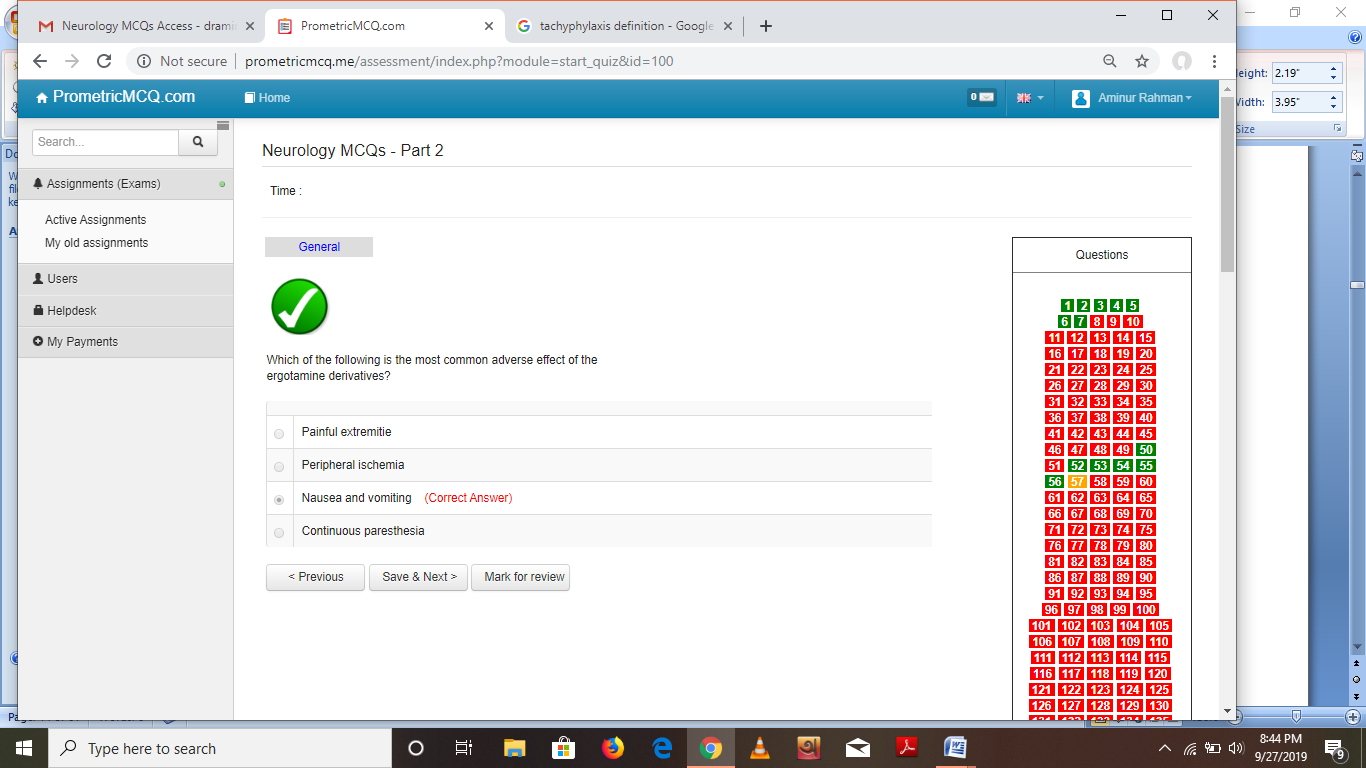 Neurology MCQs Access - drami
PrometricMCQ.com
tachyphylaxis definition - Google
Not secure | prometricmcq.me/assessment/index.php?module=start_quiz&id=100
Height: 2.19"
Width: 3.95"
Size
PrometricMCQ.com
Home
0
Aminur Rahman
Search...
Assignments (Exams)
Active Assignments
My old assignments
Users
Helpdesk
My Payments
Neurology MCQs - Part 2
Time :
General
Which of the following is the most common adverse effect of the
ergotamine derivatives?
Painful extremitie
Peripheral ischemia
Nausea and vomiting (Correct Answer)
Continuous paresthesia
< Previous
Save & Next >
Mark for review
Questions
1 2 3 4 5
6 7 8 9 10
11 12 13 14 15
16 17 18 19 20
21 22 23 24 25
26 27 28 29 30
31 32 33 34 35
36 37 38 39 40
41 42 43 44 45
46 47 48 49 50
51 52 53 54 55
56 57 58 59 60
61 62 63 64 65
66 67 68 69 70
71 72 73 74 75
76 77 78 79 80
81 82 83 84 85
86 87 88 89 90
91 92 93 94 95
96 97 98 99 100
101 102 103 104 105
106 107 108 109 110
111 112 113 114 115
116 117 118 119 120
121 122 123 124 125
126 127 128 129 130
Type here to search
8:44 PM
9/27/2019
9